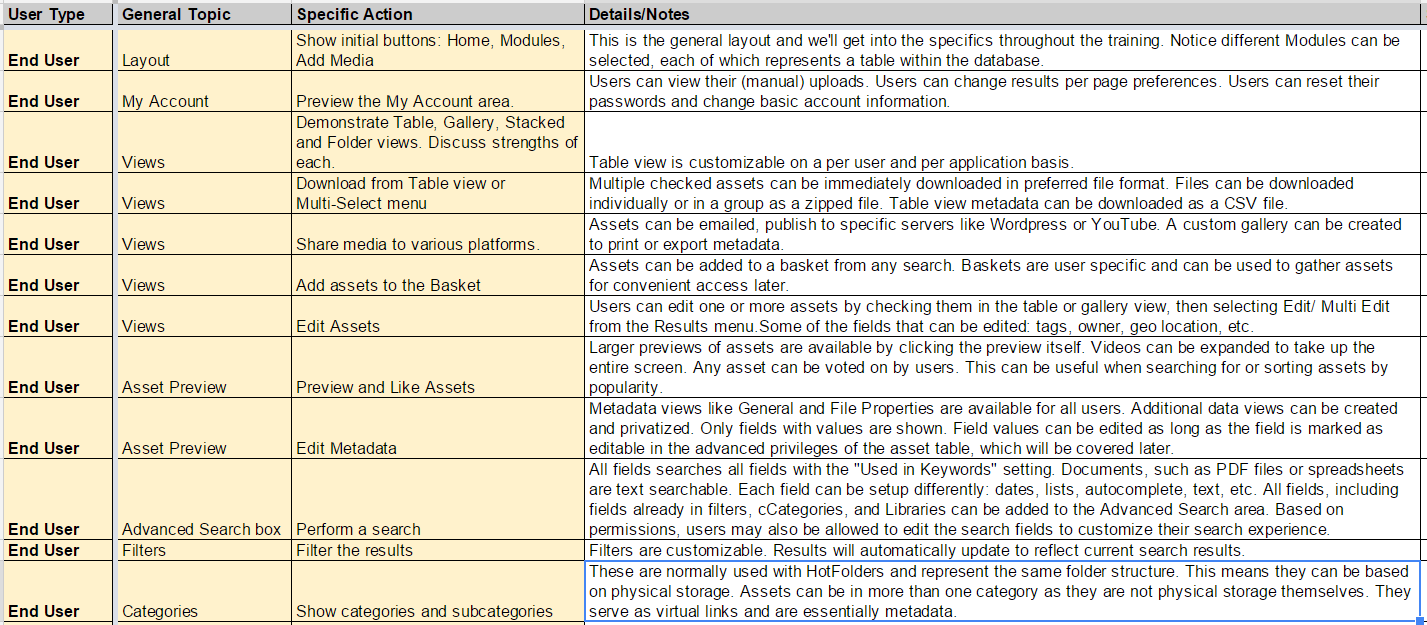 User Type General Topic Specific Action Details/Notes
Show initial buttons: Home, Modules, This is the general layout and we'll get into the specifics throughout the training. Notice different Modules can be
End User Layout Add Media selected, each of which represents a table within the database.
Users can view their (manual) uploads. Users can change results per page preferences. Users can reset their
End User My Account Preview the My Account area. passwords and change basic account information.
Demonstrate Table, Gallery, Stacked
and Folder views. Discuss strengths of
End User Views each. Table view is customizable on a per user and per application basis.
Download from Table view or Multiple checked assets can be immediately downloaded in preferred file format. Files can be downloaded
End User Views Multi-Select menu individually or in a group as a zipped file. Table view metadata can be downloaded as a CSV file.
Assets can be emailed, publish to specific servers like Wordpress or YouTube. A custom gallery can be created
End User Views Share media to various platforms. to print or export metadata.
Assets can be added to a basket from any search. Baskets are user specific and can be used to gather assets
End User Views Add assets to the Basket for convenient access later.
Users can edit one or more assets by checking them in the table or gallery view, then selecting Edit/ Multi Edit
End User Views Edit Assets from the Results menu.Some of the fields that can be edited: tags, owner, geo location, etc.
Larger previews of assets are available by clicking the preview itself. Videos can be expanded to take up the
entire screen. Any asset can be voted on by users. This can be useful when searching for or sorting assets by
End User Asset Preview Preview and Like Assets popularity.
Metadata views like General and File Properties are available for all users. Additional data views can be created
and privatized. Only fields with values are shown. Field values can be edited as long as the field is marked as
End User Asset Preview Edit Metadata editable in the advanced privileges of the asset table, which will be covered later.
All fields searches all fields with the "Used in Keywords" setting. Documents, such as PDF files or spreadsheets
are text searchable. Each field can be setup differently: dates, lists, autocomplete, text, etc. All fields, including
fields already in filters, cCategories, and Libraries can be added to the Advanced Search area. Based on
End User Advanced Search box Perform a search permissions, users may also be allowed to edit the search fields to customize their search experience.
End User Filters Filter the results Filters are customizable. Results will automatically update to reflect current search results.
These are normally used with HotFolders and represent the same folder structure. This means they can be based
on physical storage. Assets can be in more than one category as they are not physical storage themselves. They
End User Categories Show categories and subcategories serve as virtual links and are essentially metadata.